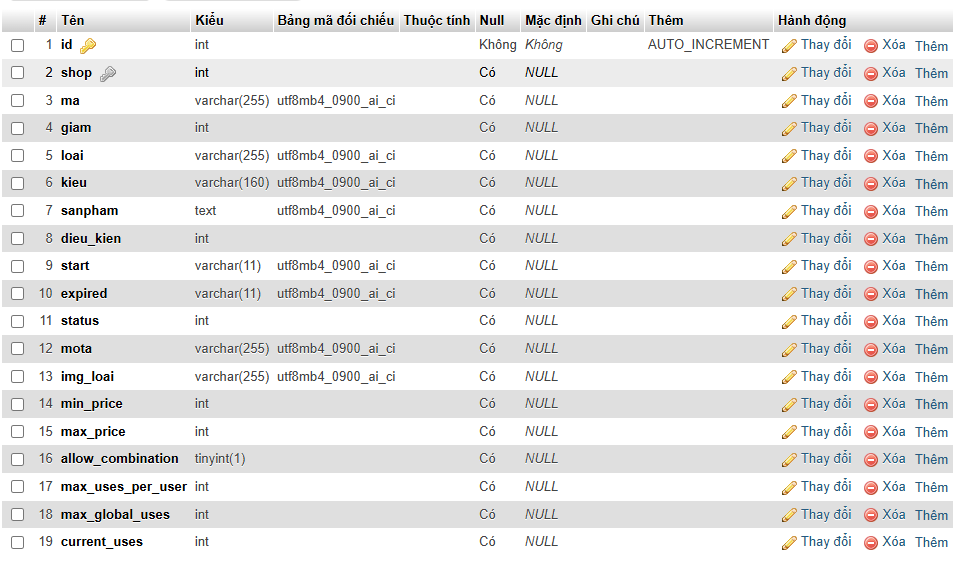 # Tên Kiểu Bảng mã đối chiếu Thuộc tính Null Mặc định Ghi chú Thêm Hành động
1 id int Không Không AUTO_INCREMENT Thay đổi Xóa Thêm
2 shop int Có NULL Thay đổi Xóa Thêm
3 ma varchar(255) utf8mb4_0900_ai_ci Có NULL Thay đổi Xóa Thêm
4 giam int Có NULL Thay đổi Xóa Thêm
5 loai varchar(255) utf8mb4_0900_ai_ci Có NULL Thay đổi Xóa Thêm
6 kieu varchar(160) utf8mb4_0900_ai_ci Có NULL Thay đổi Xóa Thêm
7 sanpham text utf8mb4_0900_ai_ci Có NULL Thay đổi Xóa Thêm
8 dieu_kien int Có NULL Thay đổi Xóa Thêm
9 start varchar(11) utf8mb4_0900_ai_ci Có NULL Thay đổi Xóa Thêm
10 expired varchar(11) utf8mb4_0900_ai_ci Có NULL Thay đổi Xóa Thêm
11 status int Có NULL Thay đổi Xóa Thêm
12 mota varchar(255) utf8mb4_0900_ai_ci Có NULL Thay đổi Xóa Thêm
13 img_loai varchar(255) utf8mb4_0900_ai_ci Có NULL Thay đổi Xóa Thêm
14 min_price int Có NULL Thay đổi Xóa Thêm
15 max_price int Có NULL Thay đổi Xóa Thêm
16 allow_combination tinyint(1) Có NULL Thay đổi Xóa Thêm
17 max_uses_per_user int Có NULL Thay đổi Xóa Thêm
18 max_global_uses int Có NULL Thay đổi Xóa Thêm
19 current_uses int Có NULL Thay đổi Xóa Thêm